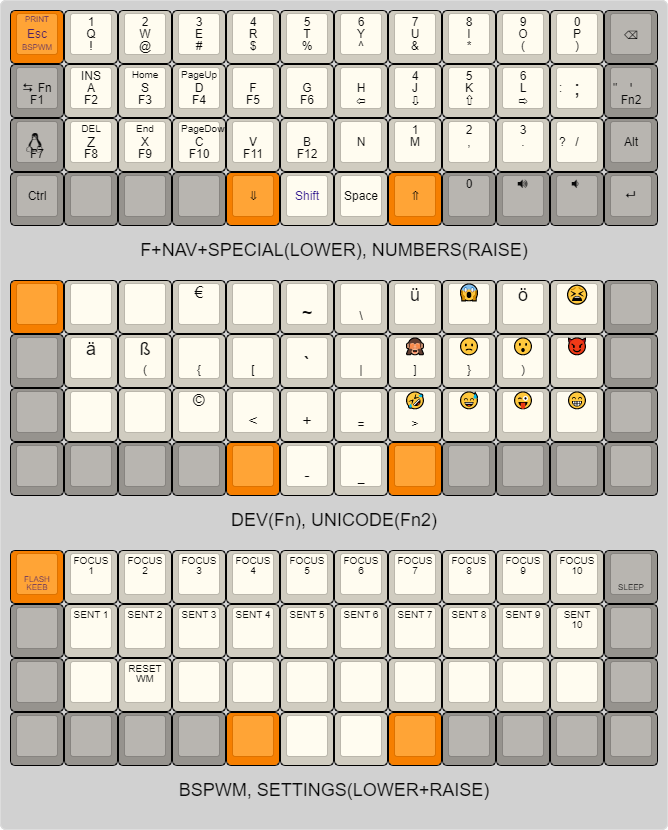 PRINT 1 2 3 4 5 6 7 8 9 0
Esc Q W E R T Y U I O P ⌫
BSPWM ! @ # $ % ^ & * ( )
INS Home PageUp 4 5 6
⇆ Fn A S D F G H J K L : ; " '
F1 F2 F3 F4 F5 F6 ⇦ ⇩ ⇧ ⇨ Fn2
DEL End PageDow 1 2 3
Z X C V B N M , . ? / Alt
F7 F8 F9 F10 F11 F12
0
Ctrl ⇓ Shift Space ⇑ 🔊 🔉 ↵
F+NAV+SPECIAL(LOWER), NUMBERS(RAISE)
€ ü 😱 ö 😫
~ \
ä ß 🙈 🙁 😮 😈
( { [ ` | ] } )
© 🤣 😅 😜 😁
< + = >
- _
DEV(Fn), UNICODE(Fn2)
FOCUS FOCUS FOCUS FOCUS FOCUS FOCUS FOCUS FOCUS FOCUS FOCUS
1 2 3 4 5 6 7 8 9 10
FLASH
KEEB SLEEP
SENT 1 SENT 2 SENT 3 SENT 4 SENT 5 SENT 6 SENT 7 SENT 8 SENT 9 SENT
10
RESET
WM
BSPWM, SETTINGS(LOWER+RAISE)